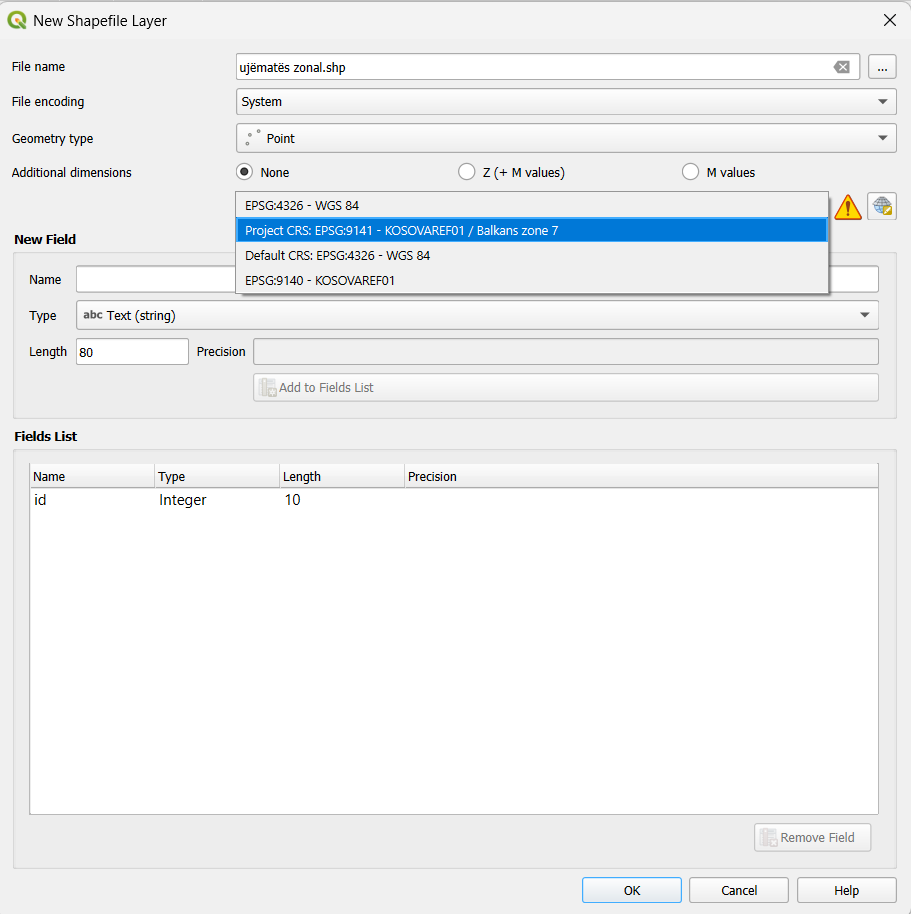 New Shapefile Layer
File name
ujëmatës zonal.shp
...
File encoding
System
Geometry type
Point
Additional dimensions
None
Z (+ M values)
M values
EPSG:4326 - WGS 84
Project CRS: EPSG:9141 - KOSOVAREF01 / Balkans zone 7
Default CRS: EPSG:4326 - WGS 84
EPSG:9140 - KOSOVAREF01
New Field
Name
Type
abc Text (string)
Length
80
Precision
Add to Fields List
Fields List
Name Type Length Precision
id Integer 10
Remove Field
OK Cancel Help